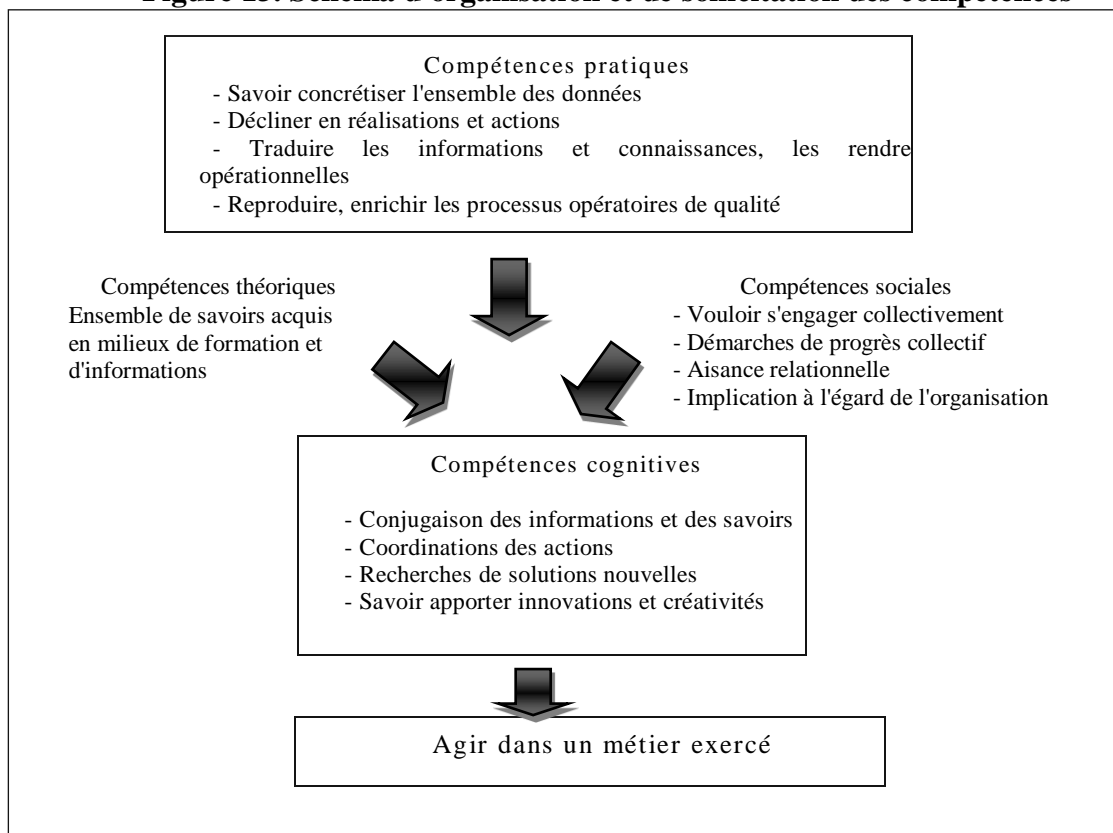 Figure 15: Schéma d'organisation et de sollicitation des compétences
Compétences pratiques
- Savoir concrétiser l'ensemble des données
- Décliner en réalisations et actions
- Traduire les informations et connaissances, les rendre
opérationnelles
- Reproduire, enrichir les processus opératoires de qualité
Compétences théoriques
Ensemble de savoirs acquis
en milieux de formation et
d'informations
Compétences sociales
- Vouloir s'engager collectivement
- Démarches de progrès collectif
- Aisance relationnelle
- Implication à l'égard de l'organisation
Compétences cognitives
- Conjugaison des informations et des savoirs
- Coordinations des actions
- Recherches de solutions nouvelles
- Savoir apporter innovations et créativités
Agir dans un métier exercé